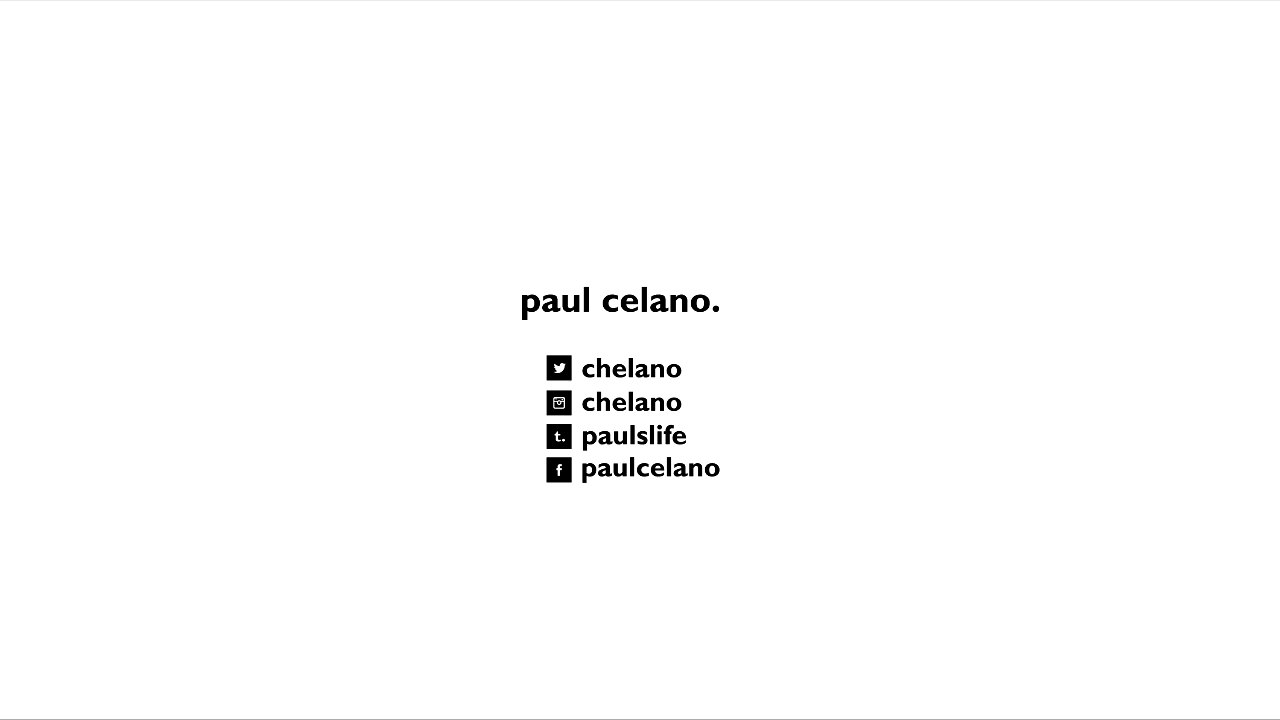 paul celano.
chelano
chelano
t. paulslife
f paulcelano